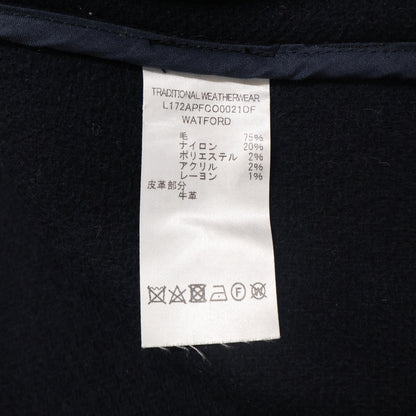 TRADITIONAL WEATHERWEAR
L172APFCO0021DF
WATFORD
毛 75%
ナイロン 20%
ポリエステル 2%
アクリル 2%
レーヨン 1%
皮革部分
牛革
F W